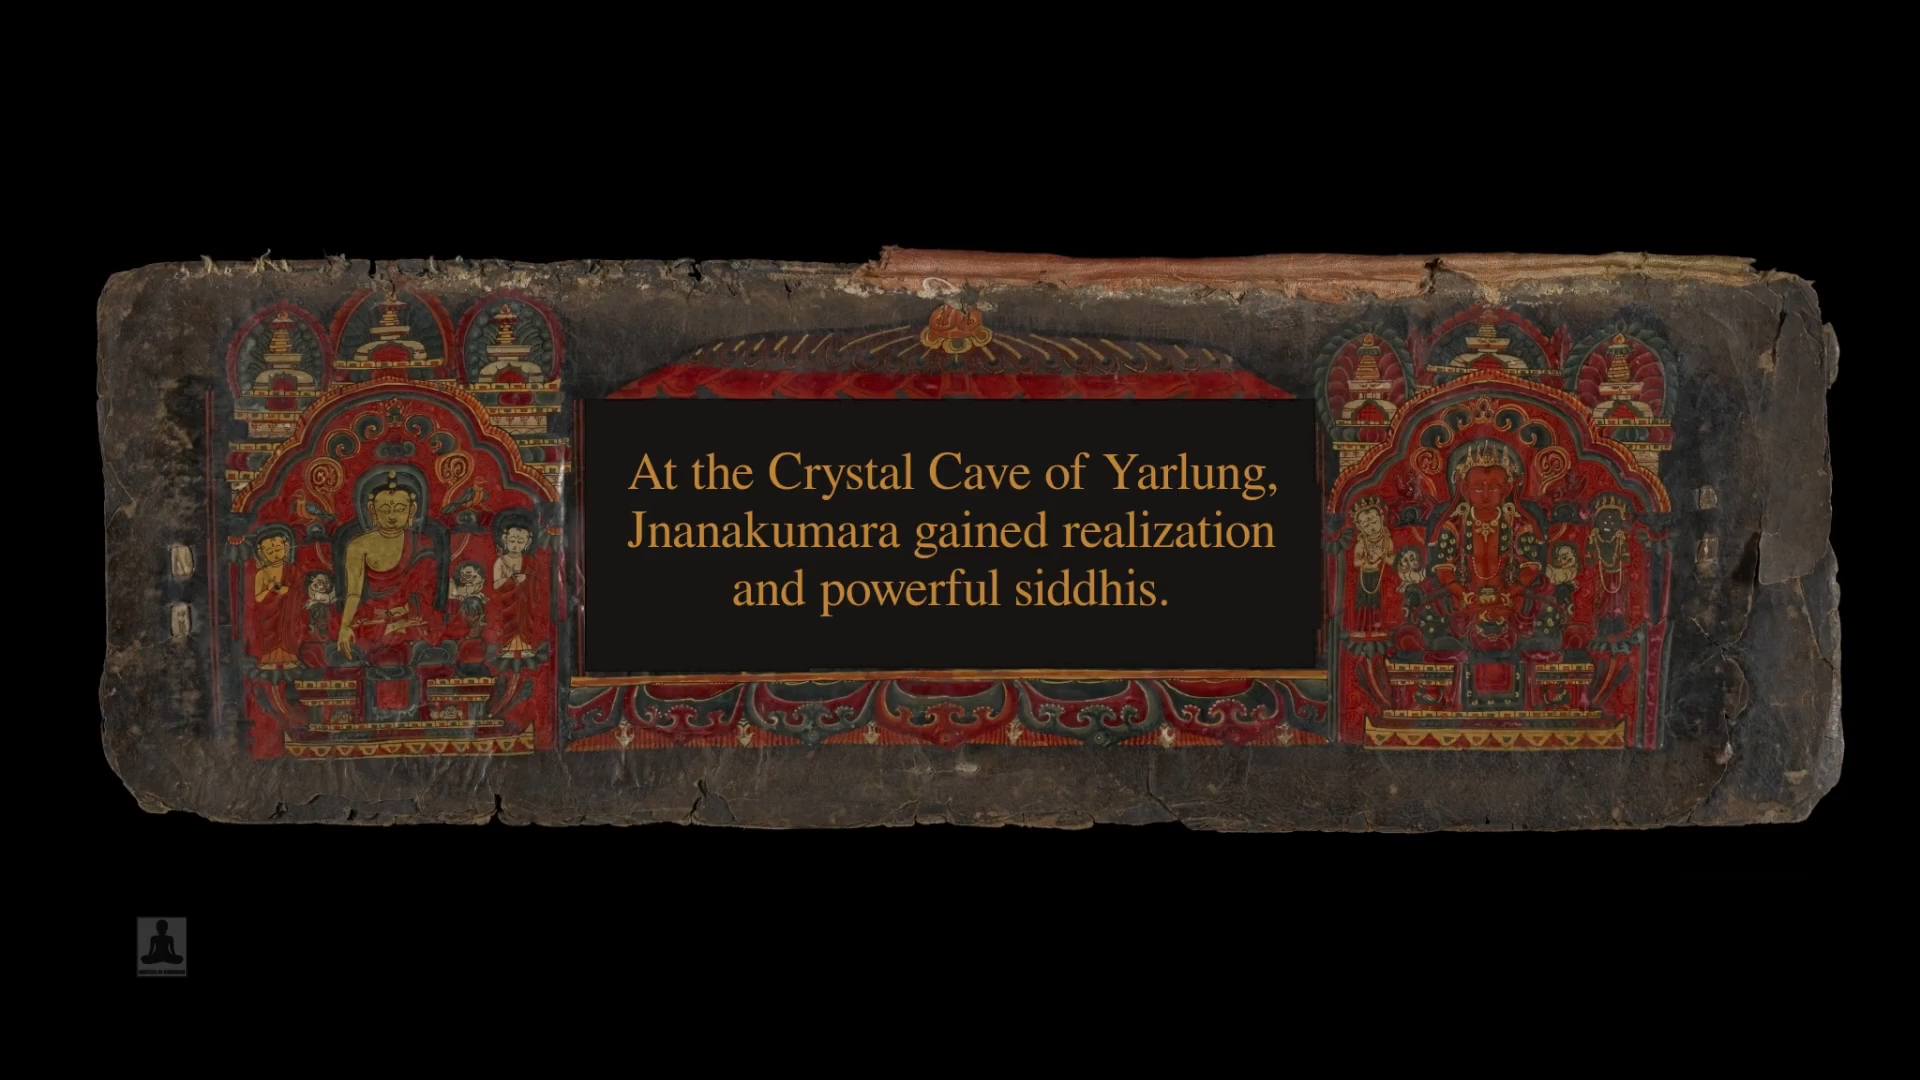 At the Crystal Cave of Yarlung,
Jnanakumara gained realization
and powerful siddhis.